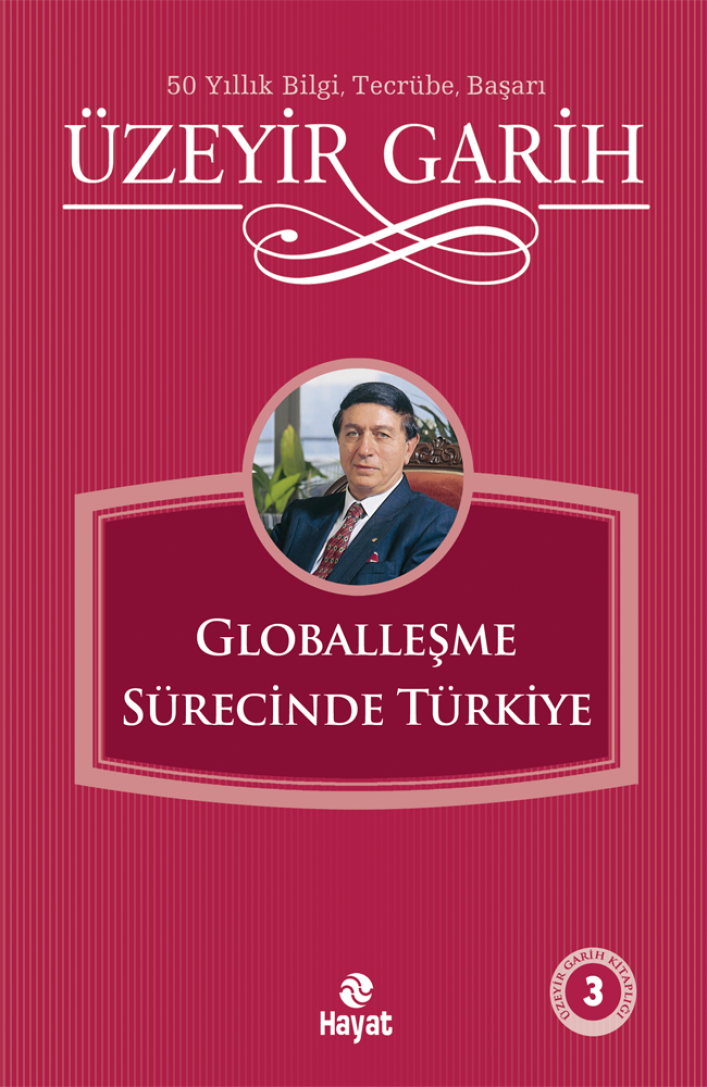 50 Yıllık Bilgi, Tecrübe, Başarı
ÜZEYİR GARİH
GLOBALLEŞME
SÜRECİNDE TÜRKİYE
Hayat
ÜZEYİR GARİH KİTAPLIĞI
3